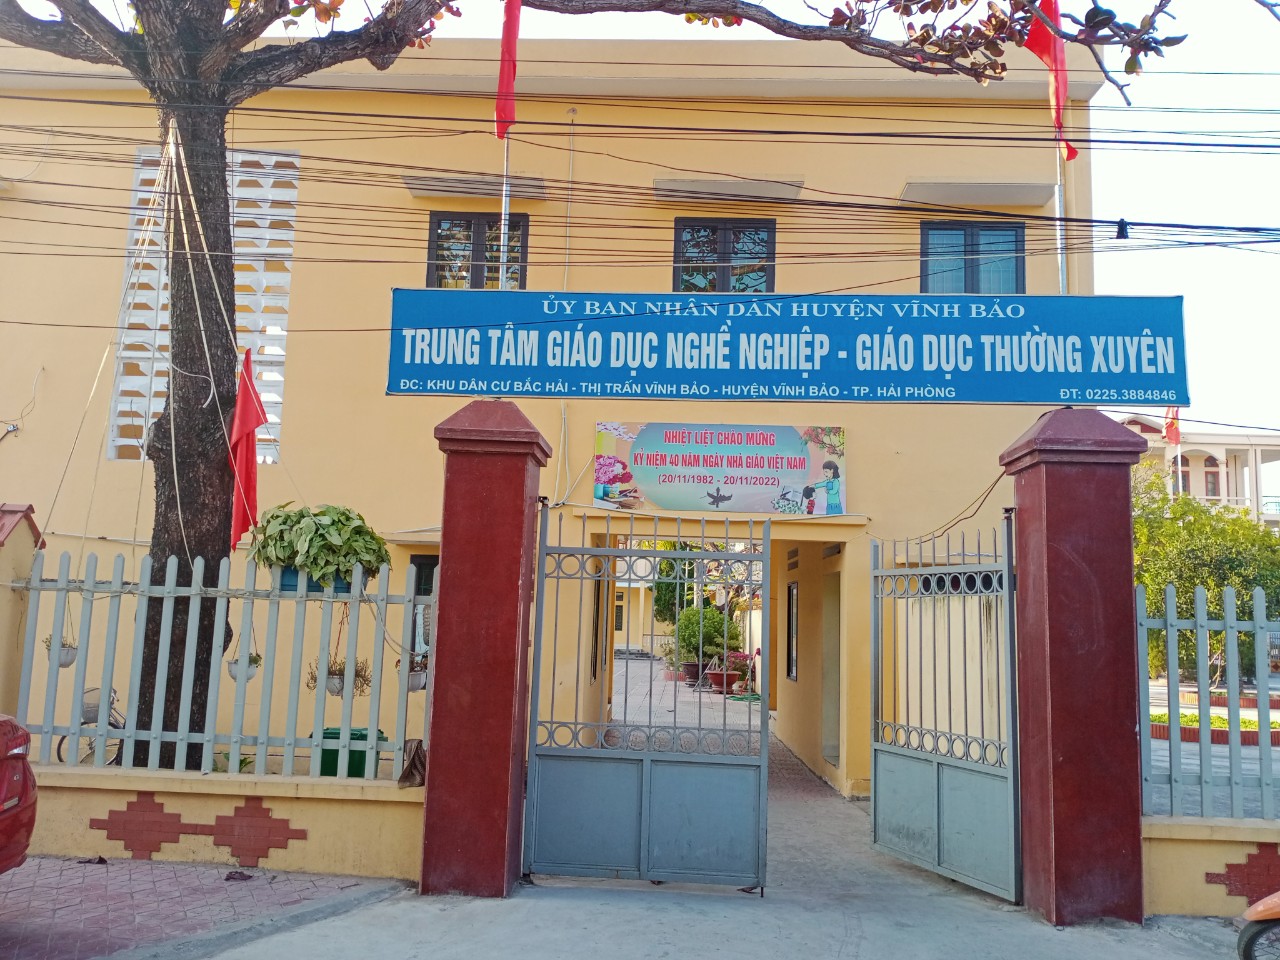 ỦY BAN NHÂN DÂN HUYỆN VĨNH BẢO
TRUNG TÂM GIÁO DỤC NGHỀ NGHIỆP - GIÁO DỤC THƯỜNG XUYÊN
ĐC: KHU DÂN CƯ BẮC HẢI - THỊ TRẤN VĨNH BẢO - HUYỆN VĨNH BẢO - TP. HẢI PHÒNG ĐT: 0225.3884846
NHIỆT LIỆT CHÀO MỪNG
KỶ NIỆM 40 NĂM NGÀY NHÀ GIÁO VIỆT NAM
(20/11/1982 - 20/11/2022)